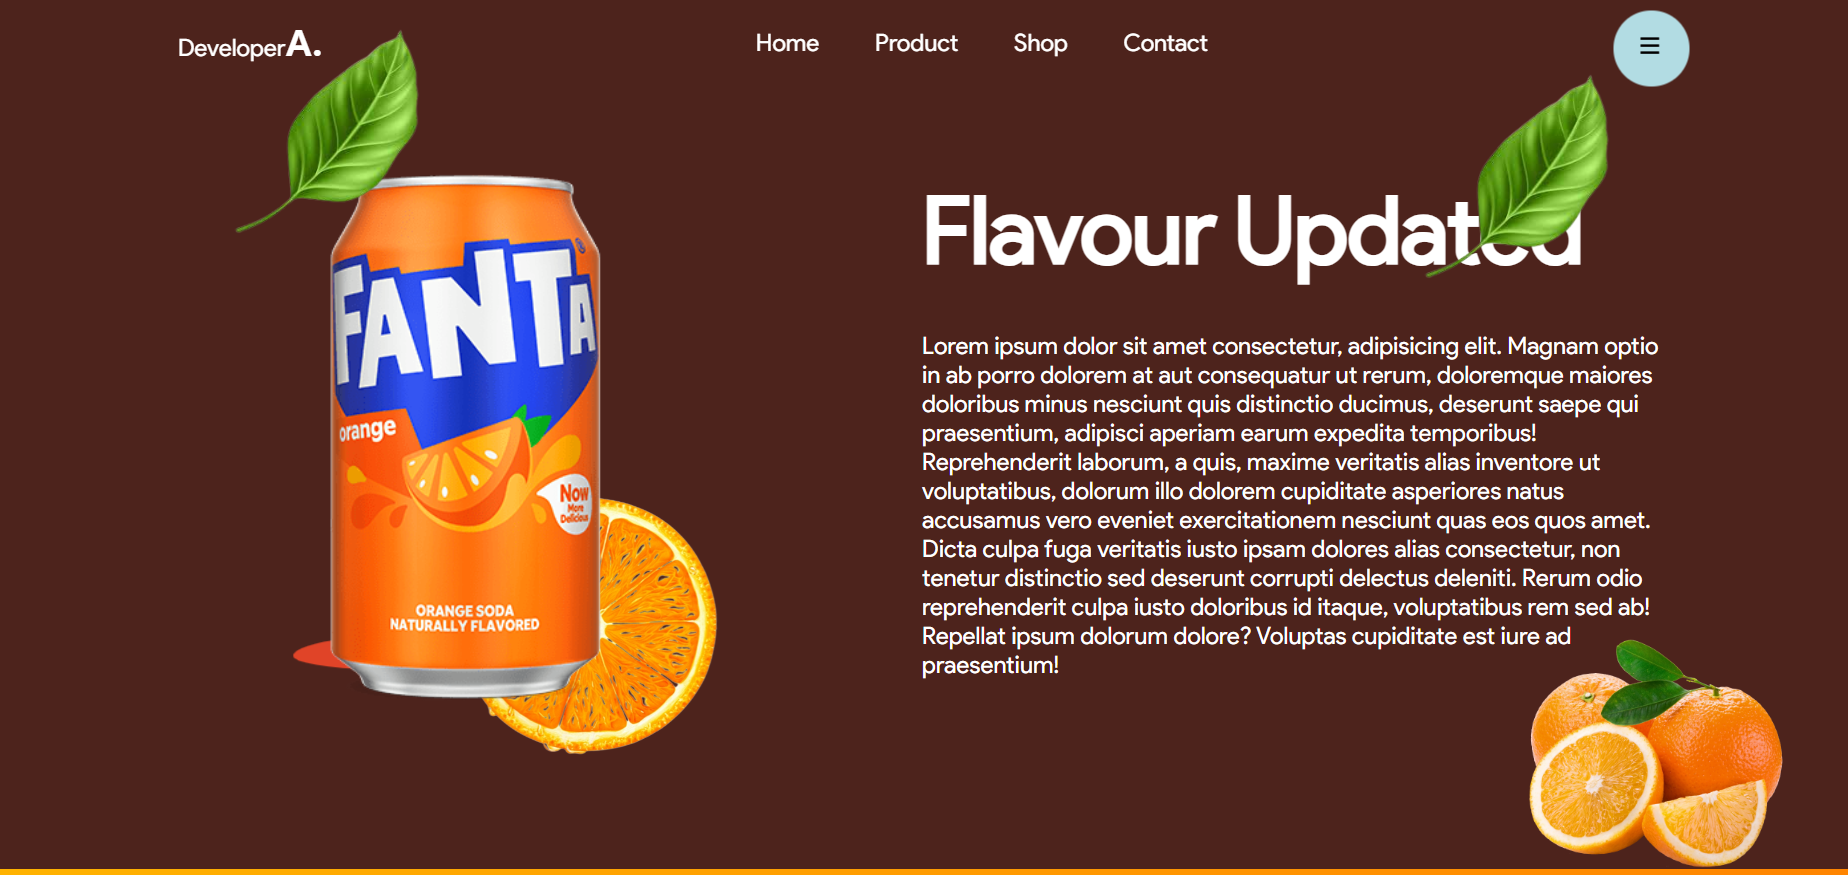 DeveloperA.
Home Product Shop Contact
Flavour Updated
FANTA
orange
Now
More
Delicious
ORANGE SODA
NATURALLY FLAVORED
Lorem ipsum dolor sit amet consectetur, adipisicing elit. Magnam optio
in ab porro dolorem at aut consequatur ut rerum, doloremque maiores
doloribus minus nesciunt quis distinctio ducimus, deserunt saepe qui
praesentium, adipisci aperiam earum expedita temporibus!
Reprehenderit laborum, a quis, maxime veritatis alias inventore ut
voluptatibus, dolorum illo dolorem cupiditate asperiores natus
accusamus vero eveniet exercitationem nesciunt quas eos quos amet.
Dicta culpa fuga veritatis iusto ipsam dolores alias consectetur, non
tenetur distinctio sed deserunt corrupti delectus deleniti. Rerum odio
reprehenderit culpa iusto doloribus id itaque, voluptatibus rem sed ab!
Repellat ipsum dolorum dolore? Voluptas cupiditate est iure ad
praesentium!